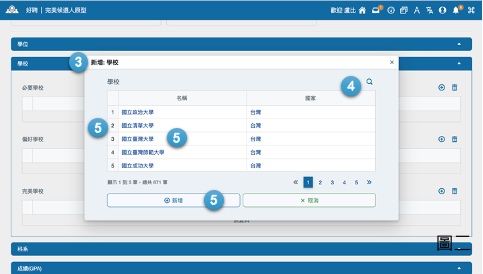 好聘 | 完美候選人原型
歡迎 盧比
學位
學校
必要學校
偏好學校
完美學校
科系
成績(GPA)
3 新增: 學校 ×
學校 4
名稱 國家
1 國立政治大學 台灣
5 2 國立清華大學 台灣
3 國立臺灣大學 5 台灣
4 國立臺灣師範大學 台灣
5 國立成功大學 台灣
顯示 1 到 5 筆,總共 871 筆 « 1 2 3 4 5 »
新增 5 × 取消
圖二